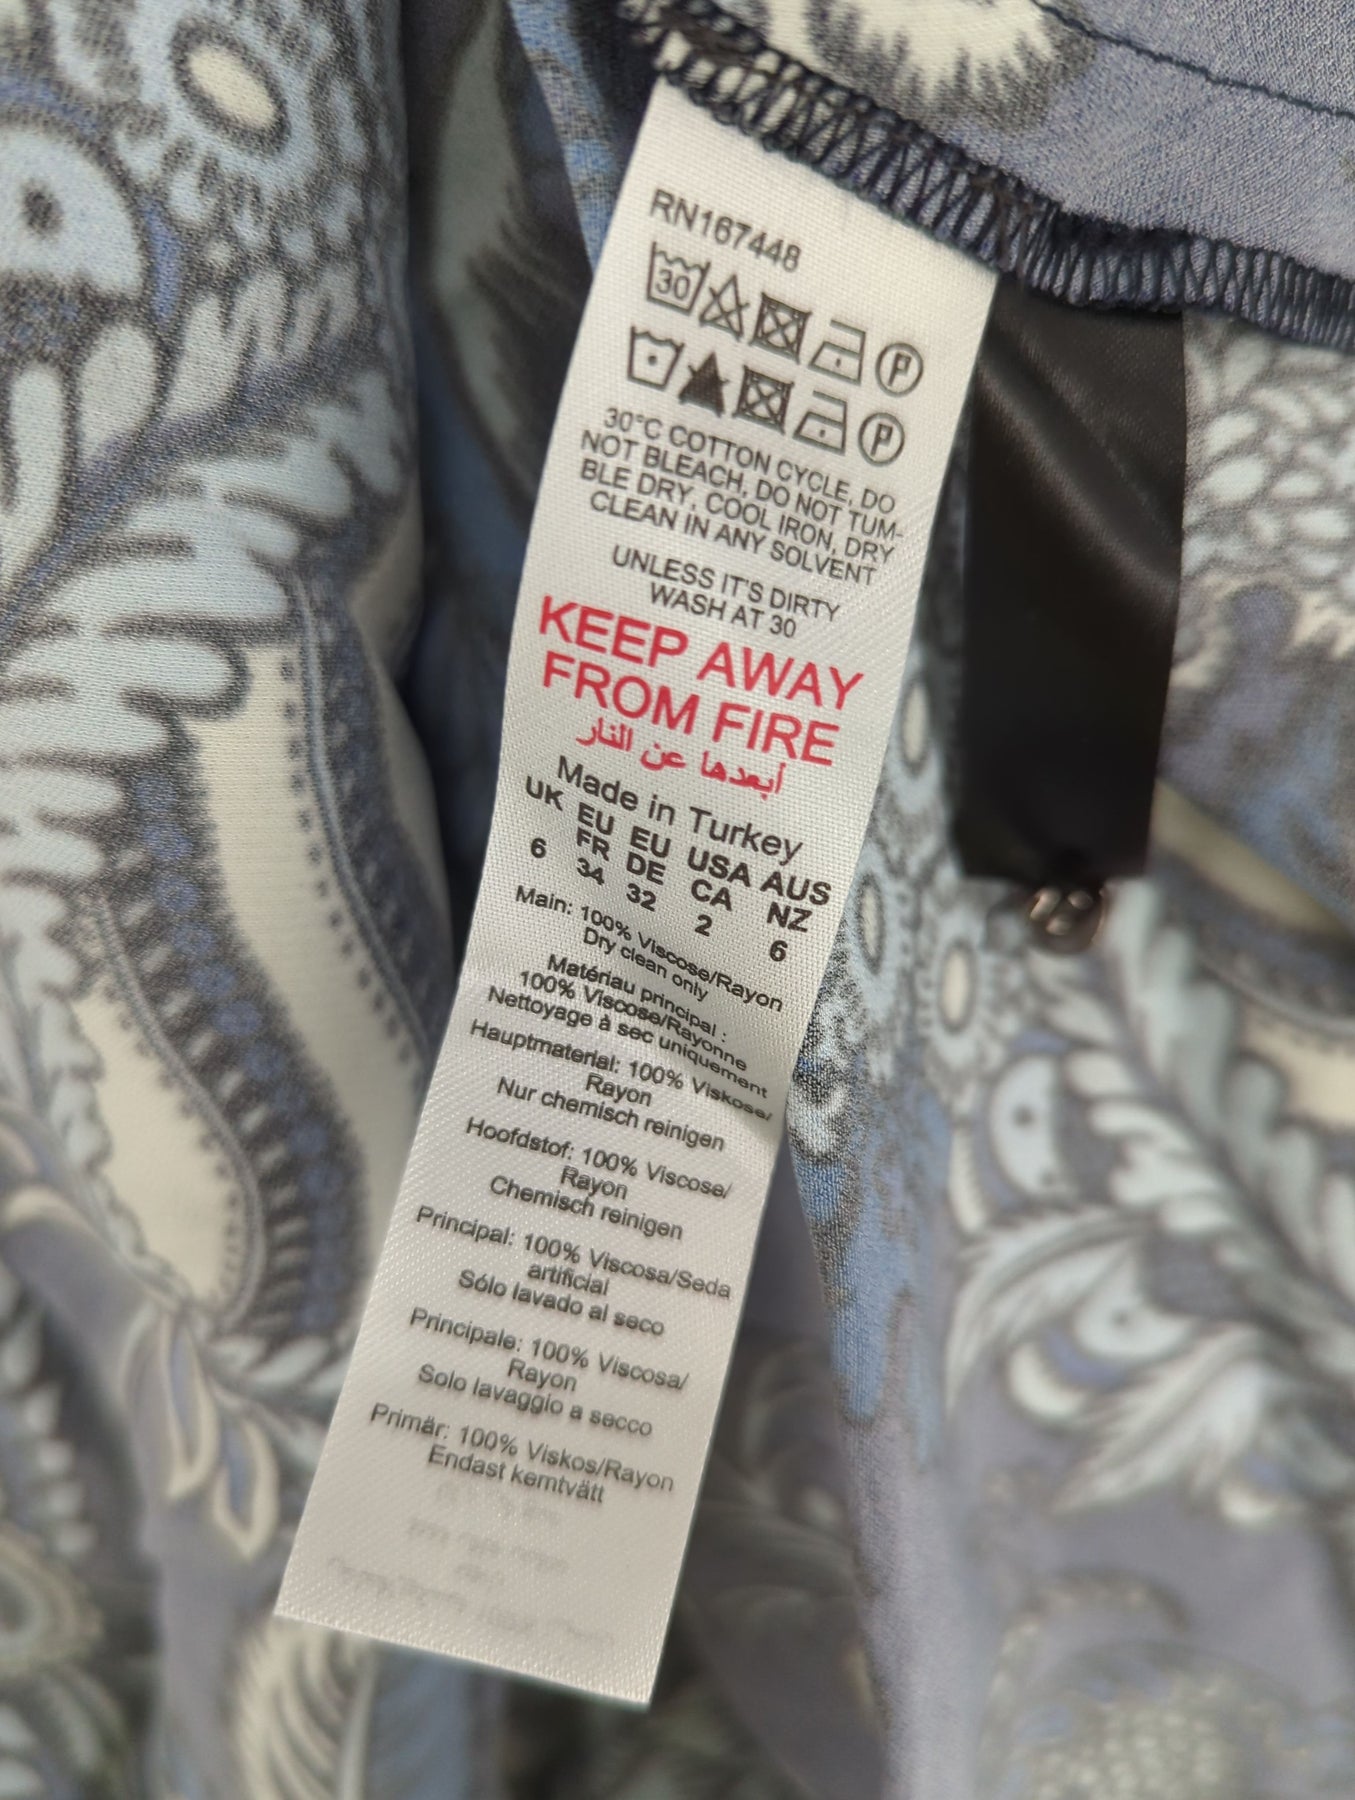 RN167448
30
P
P
30°C COTTON CYCLE, DO
NOT BLEACH, DO NOT TUM-
BLE DRY, COOL IRON, DRY
CLEAN IN ANY SOLVENT
UNLESS IT'S DIRTY
WASH AT 30
KEEP AWAY
FROM FIRE
أبعدها عن النار
Made in Turkey
UK EU EU USA AUS
FR DE CA NZ
6 34 32 2 6
Main: 100% Viscose/Rayon
Dry clean only
Matériau principal :
100% Viscose/Rayonne
Nettoyage à sec uniquement
Hauptmaterial: 100% Viskose/
Rayon
Nur chemisch reinigen
Hoofdstof: 100% Viscose/
Rayon
Chemisch reinigen
Principal: 100% Viscosa/Seda
artificial
Sólo lavado al seco
Principale: 100% Viscosa/
Rayon
Solo lavaggio a secco
Primär: 100% Viskos/Rayon
Endast kemtvätt